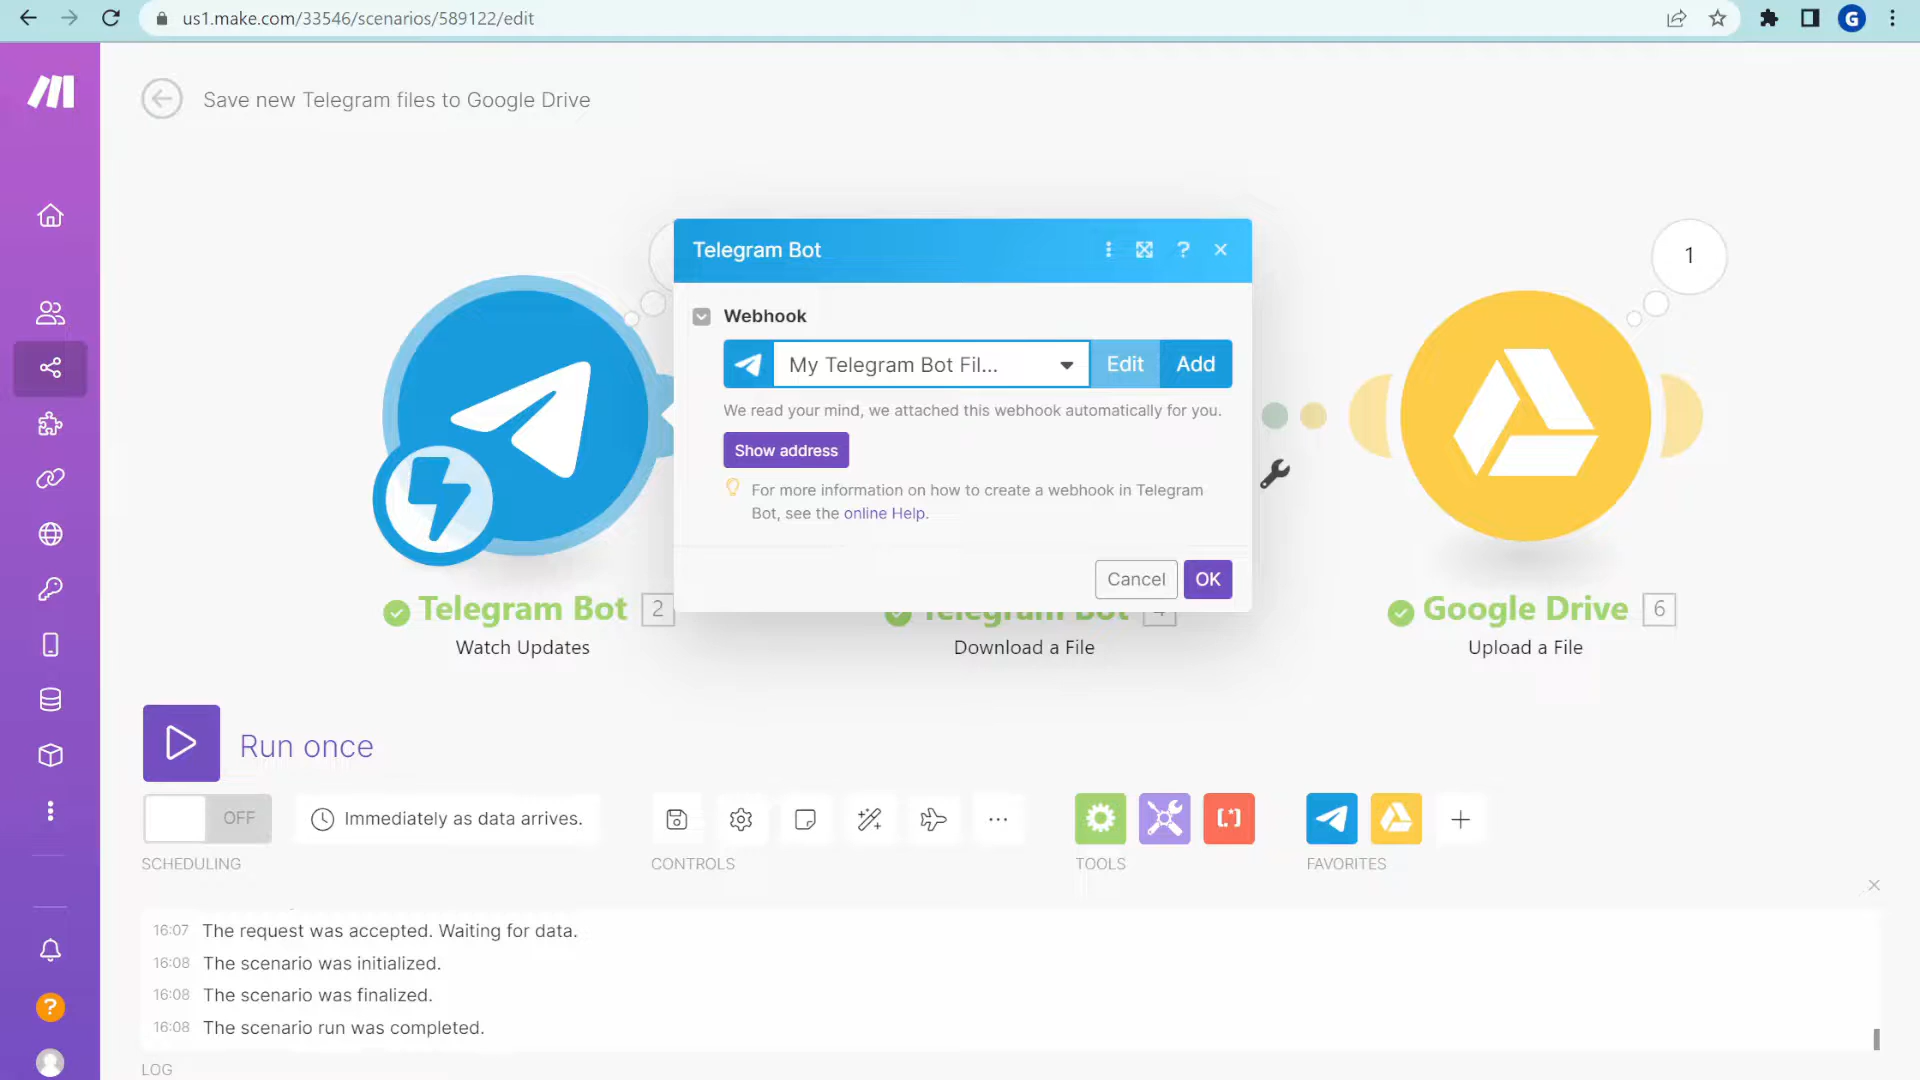 us1.make.com/33546/scenarios/589122/edit
G
Save new Telegram files to Google Drive
Telegram Bot
?
1
Webhook
My Telegram Bot Fil...
Edit
Add
We read your mind, we attached this webhook automatically for you.
Show address
For more information on how to create a webhook in Telegram
Bot, see the online Help.
Cancel
OK
Telegram Bot 2
Watch Updates
Telegram Bot 4
Download a File
Google Drive 6
Upload a File
Run once
OFF
Immediately as data arrives.
SCHEDULING
CONTROLS
TOOLS
FAVORITES
16:07 The request was accepted. Waiting for data.
16:08 The scenario was initialized.
16:08 The scenario was finalized.
16:08 The scenario run was completed.
?
LOG